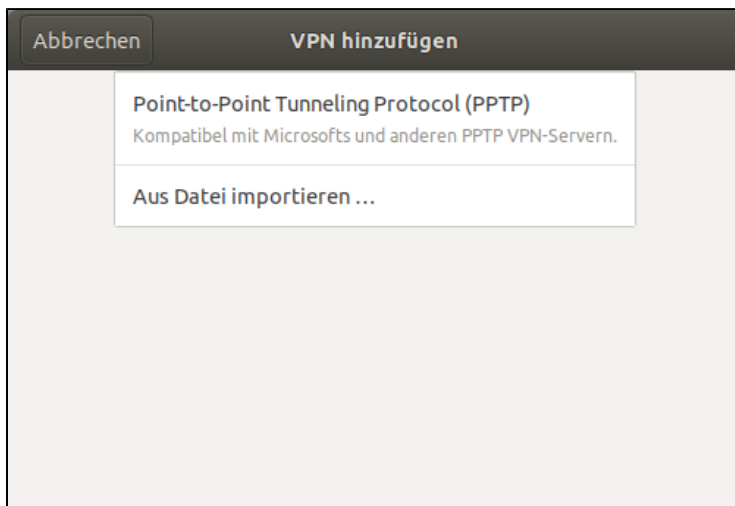 Abbrechen VPN hinzufügen
Point-to-Point Tunneling Protocol (PPTP)
Kompatibel mit Microsofts und anderen PPTP VPN-Servern.
Aus Datei importieren …